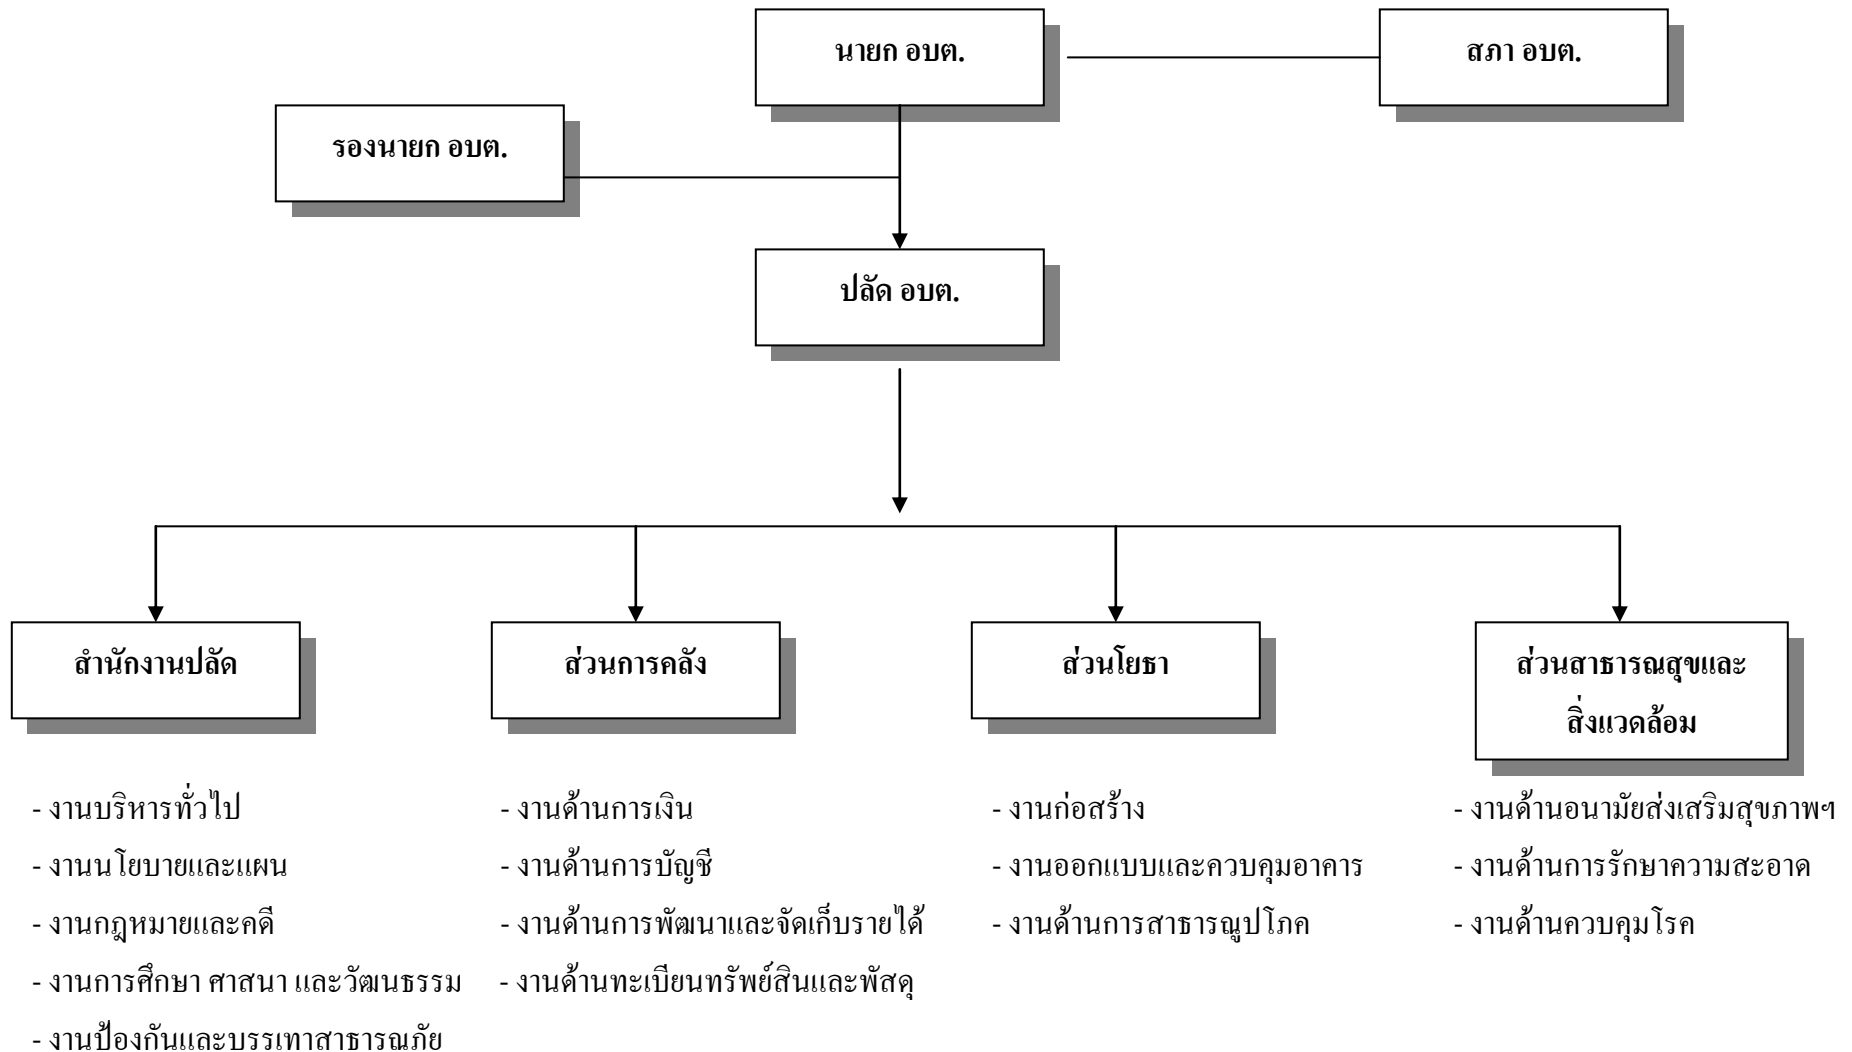 นายก อบต.
สภา อบต.
รองนายก อบต.
ปลัด อบต.
สำนักงานปลัด
ส่วนการคลัง
ส่วนโยธา
ส่วนสาธารณสุขและ
สิ่งแวดล้อม
- งานบริหารทั่วไป
- งานนโยบายและแผน
- งานกฎหมายและคดี
- งานการศึกษา ศาสนา และวัฒนธรรม
- งานป้องกันและบรรเทาสาธารณภัย
- งานด้านการเงิน
- งานด้านการบัญชี
- งานด้านการพัฒนาและจัดเก็บรายได้
- งานด้านทะเบียนทรัพย์สินและพัสดุ
- งานก่อสร้าง
- งานออกแบบและควบคุมอาคาร
- งานด้านการสาธารณูปโภค
- งานด้านอนามัยส่งเสริมสุขภาพฯ
- งานด้านการรักษาความสะอาด
- งานด้านควบคุมโรค